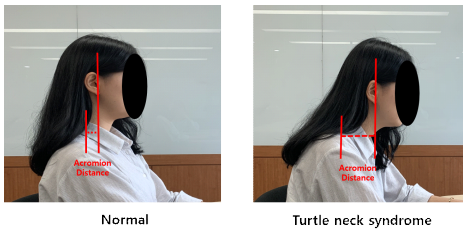 Acromion
Distance
Acromion
Distance
Normal
Turtle neck syndrome